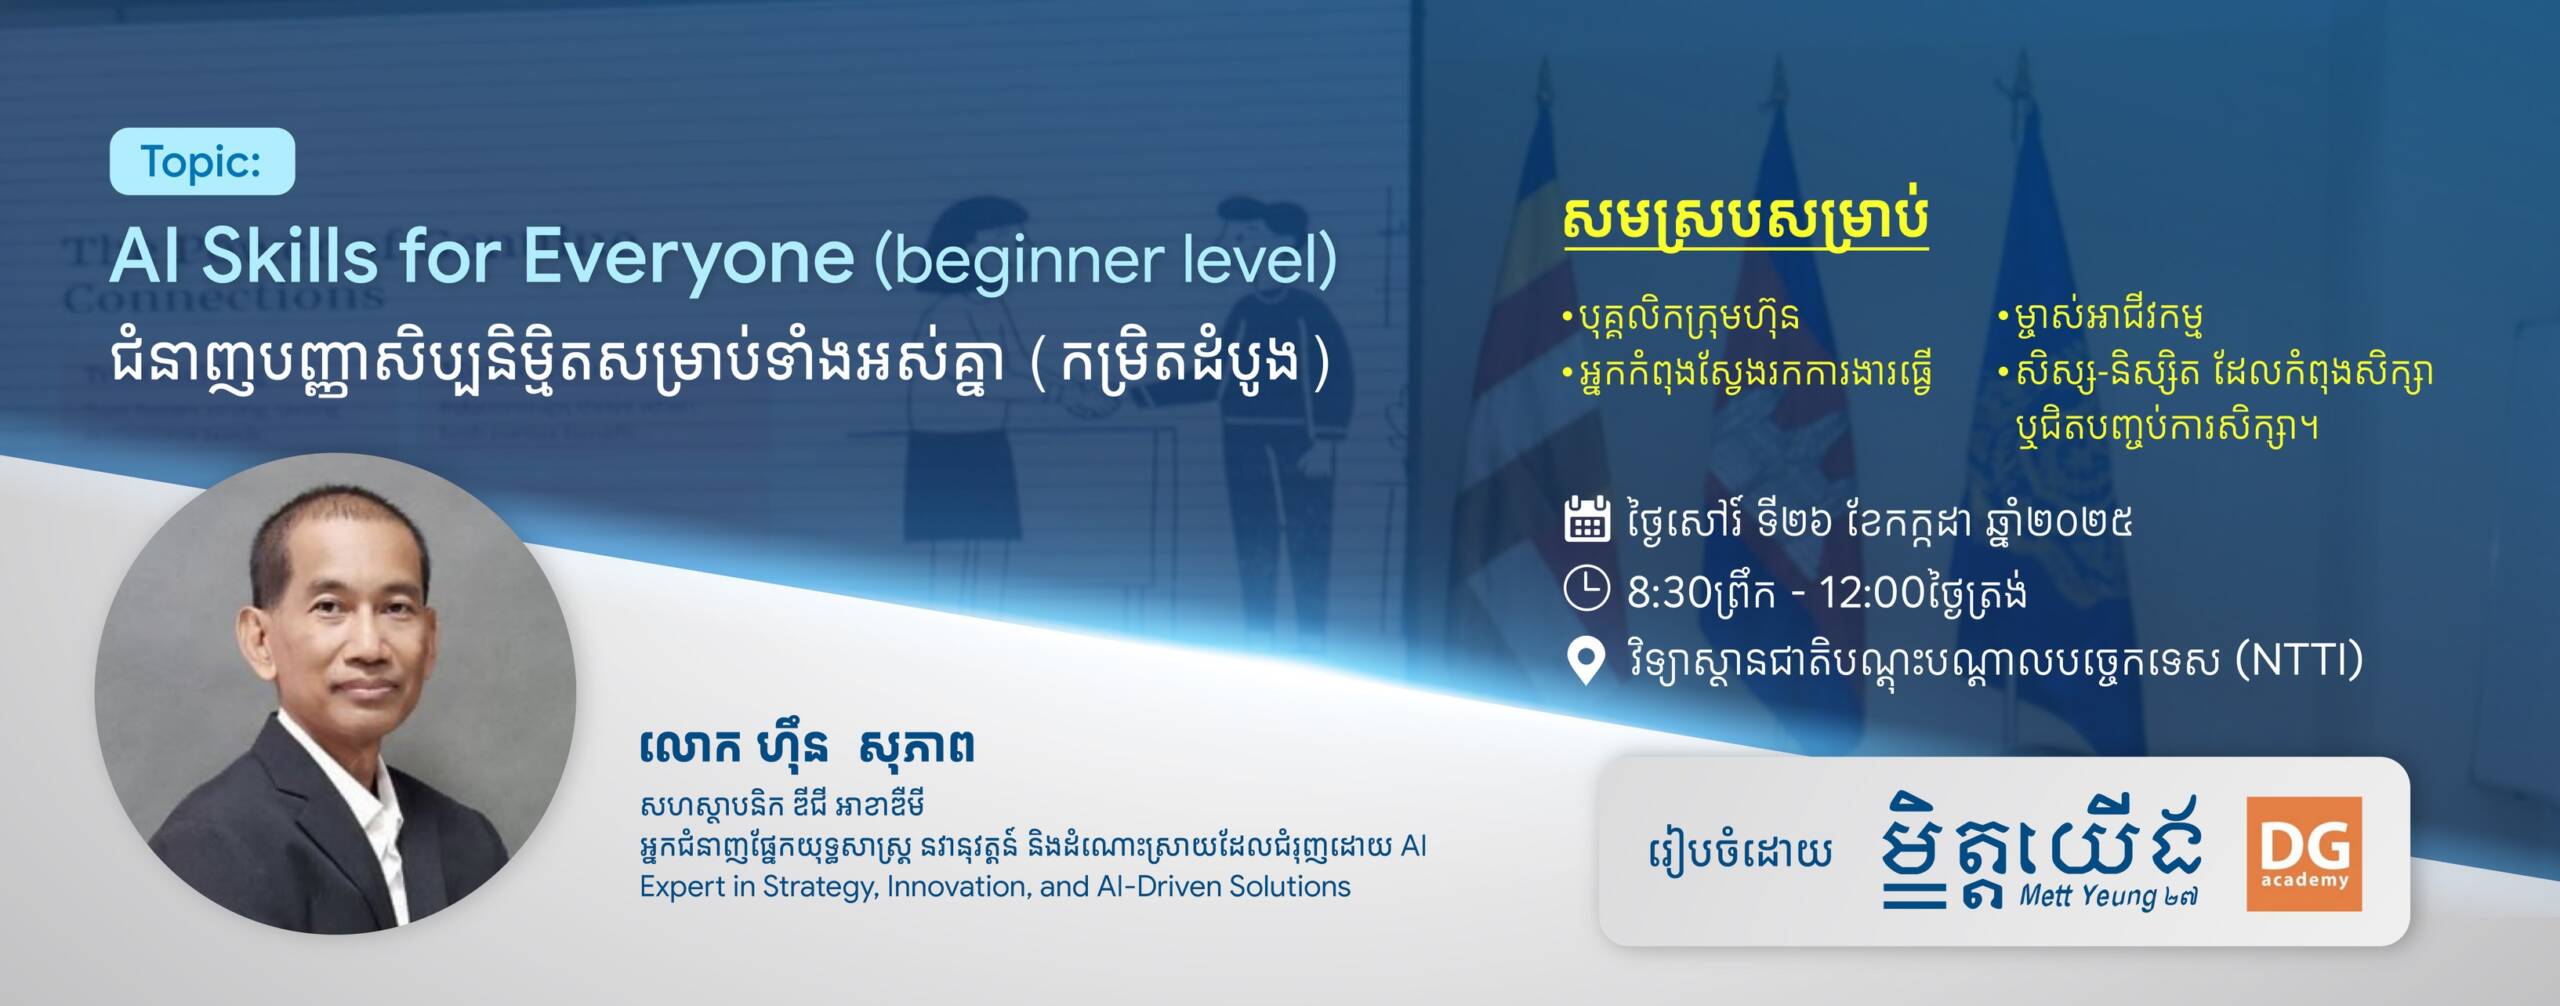 Topic:
AI Skills for Everyone (beginner level)
ជំនាញបញ្ញាសិប្បនិម្មិតសម្រាប់ទាំងអស់គ្នា ( កម្រិតដំបូង )
លោក ហ៊ឹន សុភាព
សហស្ថាបនិក ឌីជី អាខាឌឺមី
អ្នកជំនាញផ្នែកយុទ្ធសាស្ត្រ នវានុវត្តន៍ និងដំណោះស្រាយដែលជំរុញដោយ AI
Expert in Strategy, Innovation, and AI-Driven Solutions
សមស្របសម្រាប់
•បុគ្គលិកក្រុមហ៊ុន
•អ្នកកំពុងស្វែងរកការងារធ្វើ
•ម្ចាស់អាជីវកម្ម
•សិស្ស-និស្សិត ដែលកំពុងសិក្សា
ឬជិតបញ្ចប់ការសិក្សា។
ថ្ងៃសៅរ៍ ទី២៦ ខែកក្កដា ឆ្នាំ២០២៥
8:30ព្រឹក - 12:00ថ្ងៃត្រង់
វិទ្យាស្ថានជាតិបណ្តុះបណ្តាលបច្ចេកទេស (NTTI)
រៀបចំដោយ
មិត្តយើង
Mett Yeung ២៧
DG
academy